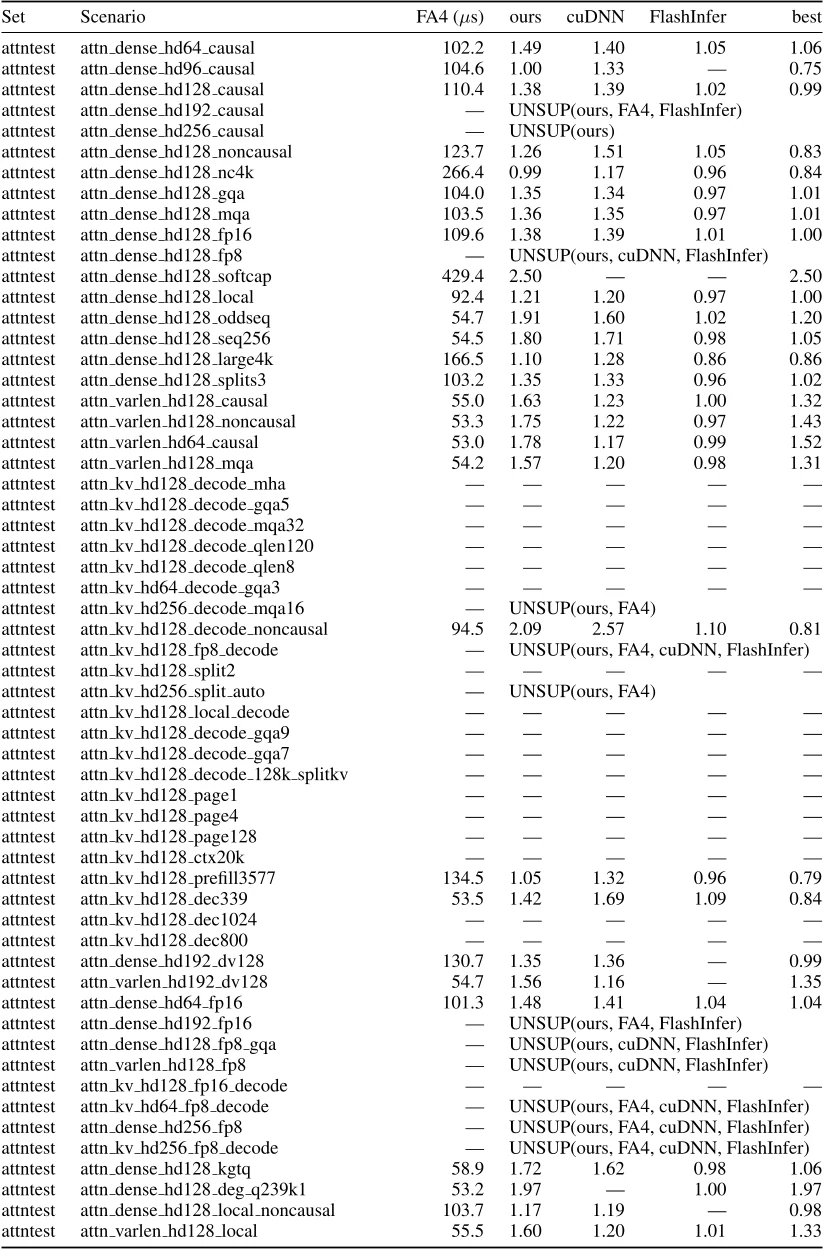 Set Scenario FA4 (μs) ours cuDNN FlashInfer best
attntest attn_dense_hd64_causal 102.2 1.49 1.40 1.05 1.06
attntest attn_dense_hd96_causal 104.6 1.00 1.33 — 0.75
attntest attn_dense_hd128_causal 110.4 1.38 1.39 1.02 0.99
attntest attn_dense_hd192_causal — UNSUP(ours, FA4, FlashInfer)
attntest attn_dense_hd256_causal — UNSUP(ours)
attntest attn_dense_hd128_noncausal 123.7 1.26 1.51 1.05 0.83
attntest attn_dense_hd128_nc4k 266.4 0.99 1.17 0.96 0.84
attntest attn_dense_hd128_gqa 104.0 1.35 1.34 0.97 1.01
attntest attn_dense_hd128_mqa 103.5 1.36 1.35 0.97 1.01
attntest attn_dense_hd128_fp16 109.6 1.38 1.39 1.01 1.00
attntest attn_dense_hd128_fp8 — UNSUP(ours, cuDNN, FlashInfer)
attntest attn_dense_hd128_softcap 429.4 2.50 — — 2.50
attntest attn_dense_hd128_local 92.4 1.21 1.20 0.97 1.00
attntest attn_dense_hd128_oddseq 54.7 1.91 1.60 1.02 1.20
attntest attn_dense_hd128_seq256 54.5 1.80 1.71 0.98 1.05
attntest attn_dense_hd128_large4k 166.5 1.10 1.28 0.86 0.86
attntest attn_dense_hd128_splits3 103.2 1.35 1.33 0.96 1.02
attntest attn_varlen_hd128_causal 55.0 1.63 1.23 1.00 1.32
attntest attn_varlen_hd128_noncausal 53.3 1.75 1.22 0.97 1.43
attntest attn_varlen_hd64_causal 53.0 1.78 1.17 0.99 1.52
attntest attn_varlen_hd128_mqa 54.2 1.57 1.20 0.98 1.31
attntest attn_kv_hd128_decode_mha — — — — —
attntest attn_kv_hd128_decode_gqa5 — — — — —
attntest attn_kv_hd128_decode_mqa32 — — — — —
attntest attn_kv_hd128_decode_qlen120 — — — — —
attntest attn_kv_hd128_decode_qlen8 — — — — —
attntest attn_kv_hd64_decode_gqa3 — — — — —
attntest attn_kv_hd256_decode_mqa16 — UNSUP(ours, FA4)
attntest attn_kv_hd128_decode_noncausal 94.5 2.09 2.57 1.10 0.81
attntest attn_kv_hd128_fp8_decode — UNSUP(ours, FA4, cuDNN, FlashInfer)
attntest attn_kv_hd128_split2 — — — — —
attntest attn_kv_hd256_split_auto — UNSUP(ours, FA4)
attntest attn_kv_hd128_local_decode — — — — —
attntest attn_kv_hd128_decode_gqa9 — — — — —
attntest attn_kv_hd128_decode_gqa7 — — — — —
attntest attn_kv_hd128_decode_128k_splitkv — — — — —
attntest attn_kv_hd128_page1 — — — — —
attntest attn_kv_hd128_page4 — — — — —
attntest attn_kv_hd128_page128 — — — — —
attntest attn_kv_hd128_ctx20k — — — — —
attntest attn_kv_hd128_prefill3577 134.5 1.05 1.32 0.96 0.79
attntest attn_kv_hd128_dec339 53.5 1.42 1.69 1.09 0.84
attntest attn_kv_hd128_dec1024 — — — — —
attntest attn_kv_hd128_dec800 — — — — —
attntest attn_dense_hd192_dv128 130.7 1.35 1.36 — 0.99
attntest attn_varlen_hd192_dv128 54.7 1.56 1.16 — 1.35
attntest attn_dense_hd64_fp16 101.3 1.48 1.41 1.04 1.04
attntest attn_dense_hd192_fp16 — UNSUP(ours, FA4, FlashInfer)
attntest attn_dense_hd128_fp8_gqa — UNSUP(ours, cuDNN, FlashInfer)
attntest attn_varlen_hd128_fp8 — UNSUP(ours, cuDNN, FlashInfer)
attntest attn_kv_hd128_fp16_decode — — — — —
attntest attn_kv_hd64_fp8_decode — UNSUP(ours, FA4, cuDNN, FlashInfer)
attntest attn_dense_hd256_fp8 — UNSUP(ours, FA4, cuDNN, FlashInfer)
attntest attn_kv_hd256_fp8_decode — UNSUP(ours, FA4, cuDNN, FlashInfer)
attntest attn_dense_hd128_kgtq 58.9 1.72 1.62 0.98 1.06
attntest attn_dense_hd128_deg_q239k1 53.2 1.97 — 1.00 1.97
attntest attn_dense_hd128_local_noncausal 103.7 1.17 1.19 — 0.98
attntest attn_varlen_hd128_local 55.5 1.60 1.20 1.01 1.33